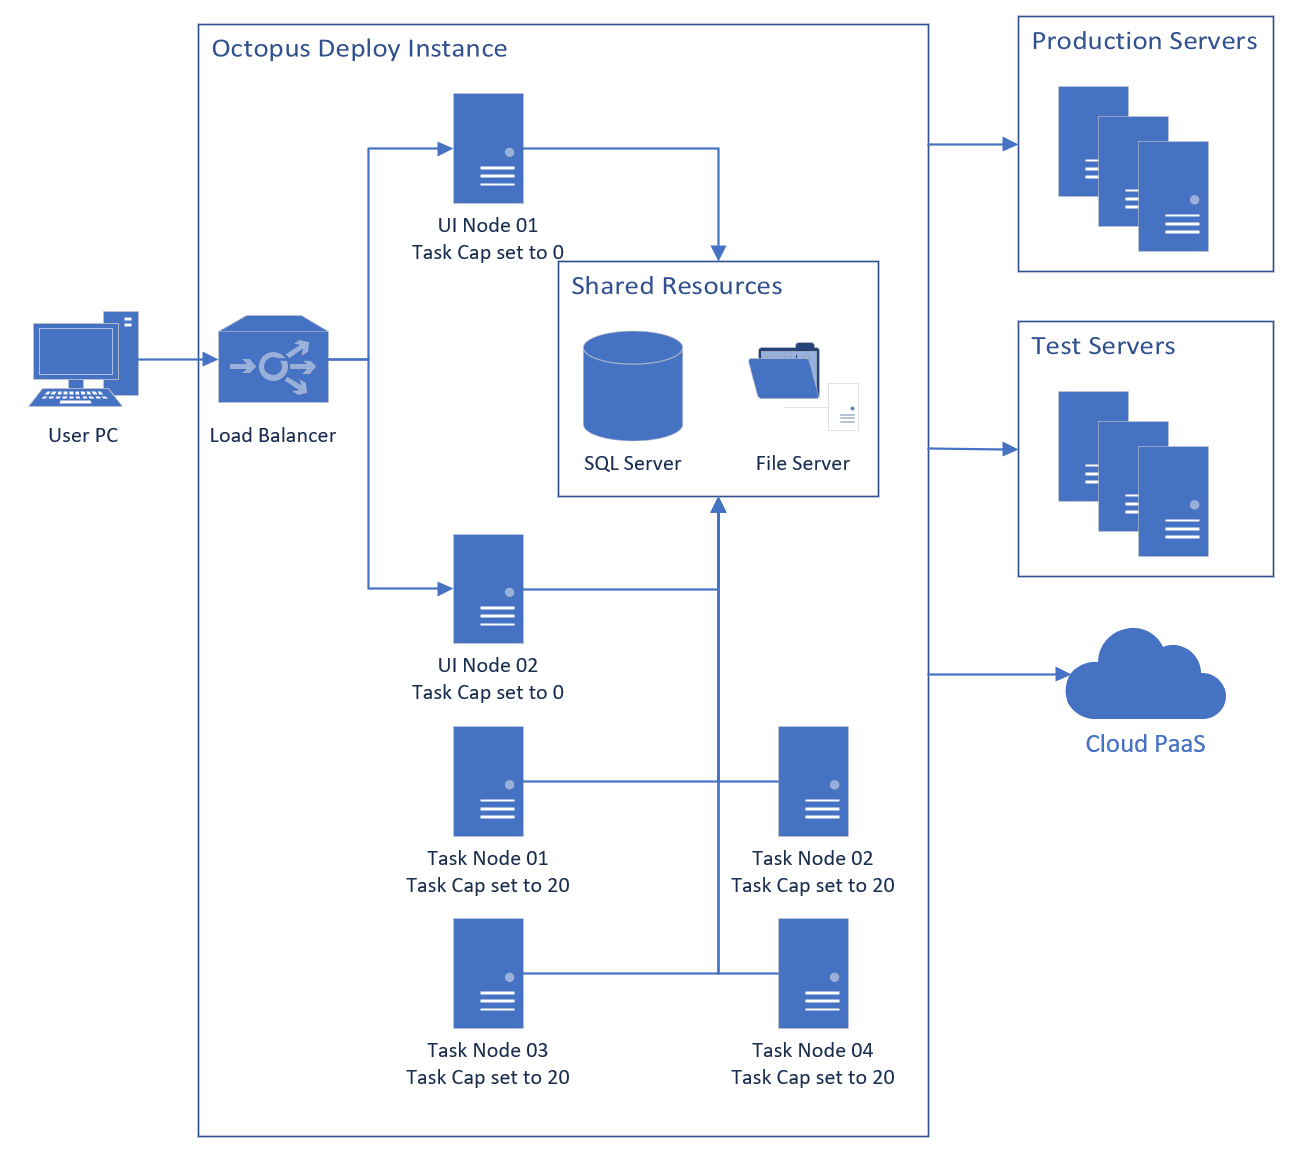 Octopus Deploy Instance
Production Servers
UI Node 01
Task Cap set to 0
Shared Resources
Test Servers
User PC
Load Balancer
SQL Server
File Server
UI Node 02
Task Cap set to 0
Cloud PaaS
Task Node 01
Task Cap set to 20
Task Node 02
Task Cap set to 20
Task Node 03
Task Cap set to 20
Task Node 04
Task Cap set to 20